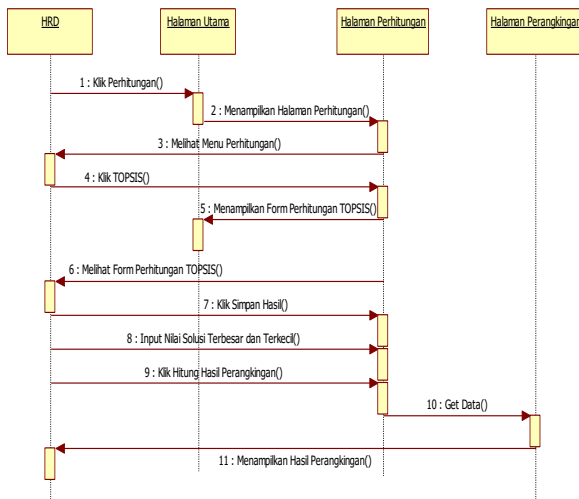 HRD
Halaman Utama
Halaman Perhitungan
Halaman Perangkingan
1 : Klik Perhitungan()
2 : Menampilkan Halaman Perhitungan()
3 : Melihat Menu Perhitungan()
4 : Klik TOPSIS()
5 : Menampilkan Form Perhitungan TOPSIS()
6 : Melihat Form Perhitungan TOPSIS()
7 : Klik Simpan Hasil()
8 : Input Nilai Solusi Terbesar dan Terkecil()
9 : Klik Hitung Hasil Perangkingan()
10 : Get Data()
11 : Menampilkan Hasil Perangkingan()